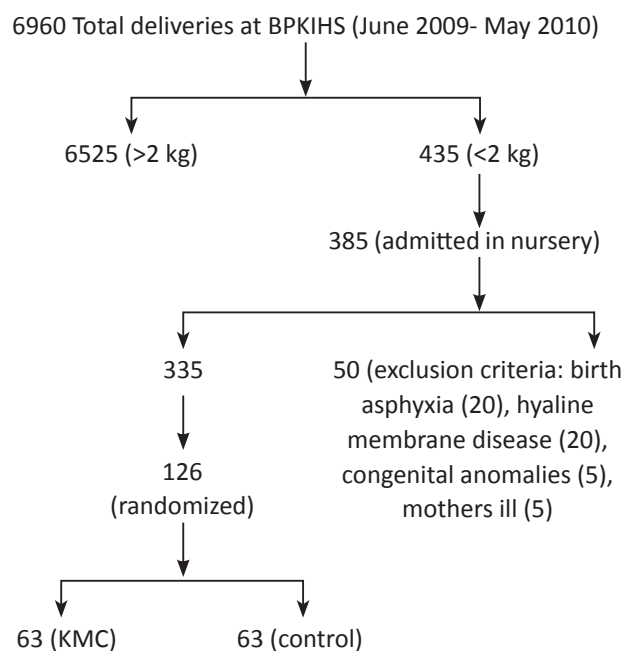 6960 Total deliveries at BPKIHS (June 2009- May 2010)
6525 (>2 kg)
435 (<2 kg)
385 (admitted in nursery)
335
50 (exclusion criteria: birth
asphyxia (20), hyaline
membrane disease (20),
congenital anomalies (5),
mothers ill (5)
126
(randomized)
63 (KMC)
63 (control)